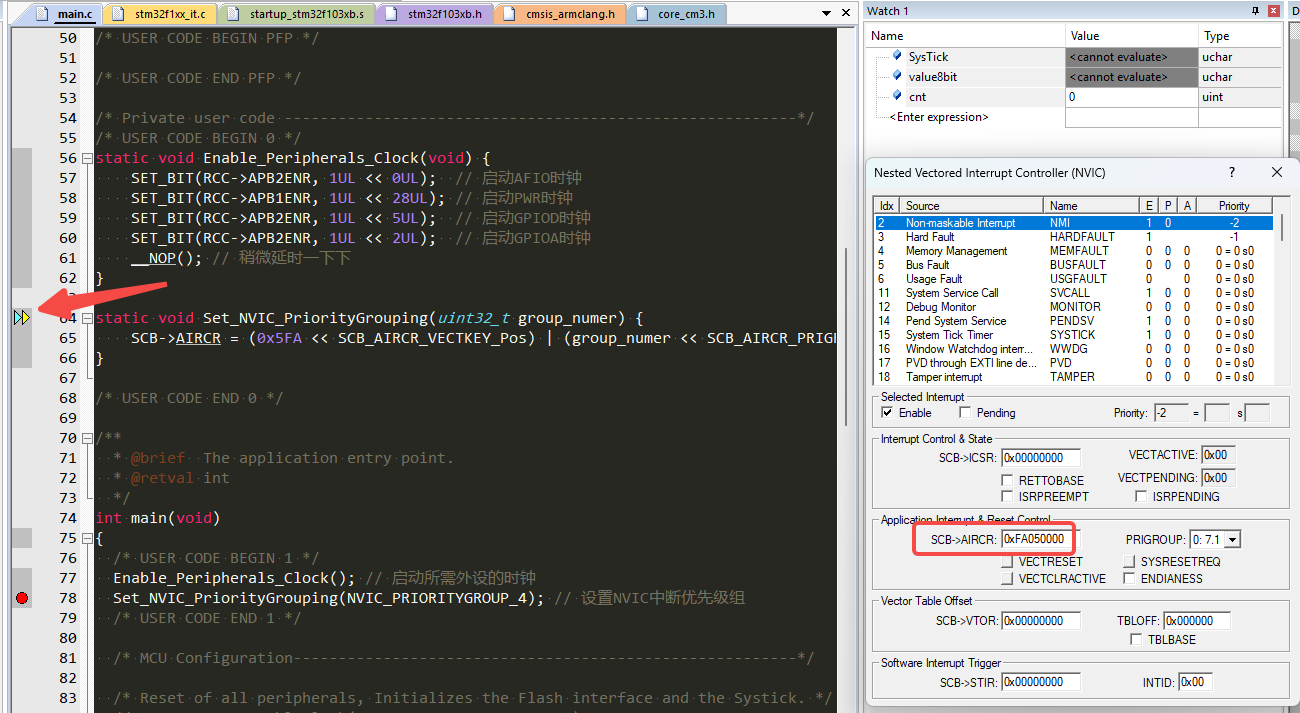 main.c
stm32f1xx_it.c
startup_stm32f103xb.s
stm32f103xb.h
cmsis_armclang.h
core_cm3.h
50 /* USER CODE BEGIN PFP */
51
52 /* USER CODE END PFP */
53
54 /* Private user code ---------------------------------------------------------*/
55 /* USER CODE BEGIN 0 */
56 static void Enable_Peripherals_Clock(void) {
57 SET_BIT(RCC->APB2ENR, 1UL << 0UL); // 启动AFIO时钟
58 SET_BIT(RCC->APB1ENR, 1UL << 28UL); // 启动PWR时钟
59 SET_BIT(RCC->APB2ENR, 1UL << 5UL); // 启动GPIOD时钟
60 SET_BIT(RCC->APB2ENR, 1UL << 2UL); // 启动GPIOA时钟
61 __NOP(); // 稍微延时一下下
62 }
64 static void Set_NVIC_PriorityGrouping(uint32_t group_numer) {
65 SCB->AIRCR = (0x5FA << SCB_AIRCR_VECTKEY_Pos) | (group_numer << SCB_AIRCR_PRIG
66 }
67
68 /* USER CODE END 0 */
69
70 /**
71 * @brief The application entry point.
72 * @retval int
73 */
74 int main(void)
75 {
76 /* USER CODE BEGIN 1 */
77 Enable_Peripherals_Clock(); // 启动所需外设的时钟
78 Set_NVIC_PriorityGrouping(NVIC_PRIORITYGROUP_4); // 设置NVIC中断优先级组
79 /* USER CODE END 1 */
80
81 /* MCU Configuration--------------------------------------------------------*/
82
83 /* Reset of all peripherals, Initializes the Flash interface and the Systick. */
Watch 1
Name Value Type
SysTick <cannot evaluate> uchar
value8bit <cannot evaluate> uchar
cnt 0 uint
<Enter expression>
Nested Vectored Interrupt Controller (NVIC) ?
Idx Source Name E P A Priority
2 Non-maskable Interrupt NMI 1 0 -2
3 Hard Fault HARDFAULT 1 -1
4 Memory Management MEMFAULT 0 0 0 0 = 0 s0
5 Bus Fault BUSFAULT 0 0 0 0 = 0 s0
6 Usage Fault USGFAULT 0 0 0 0 = 0 s0
11 System Service Call SVCALL 1 0 0 0 = 0 s0
12 Debug Monitor MONITOR 0 0 0 0 = 0 s0
14 Pend System Service PENDSV 1 0 0 0 = 0 s0
15 System Tick Timer SYSTICK 1 0 0 0 = 0 s0
16 Window Watchdog interr... WWDG 0 0 0 0 = 0 s0
17 PVD through EXTI line de... PVD 0 0 0 0 = 0 s0
18 Tamper interrupt TAMPER 0 0 0 0 = 0 s0
Selected Interrupt
Enable Pending Priority: -2 = s
Interrupt Control & State
SCB->ICSR: 0x00000000 VECTACTIVE: 0x00
RETTOBASE VECTPENDING: 0x00
ISRPREEMPT ISRPENDING
Application Interrupt & Reset Control
SCB->AIRCR: 0xFA050000 PRIGROUP: 0: 7.1
VECTRESET SYSRESETREQ
VECTCLRACTIVE ENDIANESS
Vector Table Offset
SCB->VTOR: 0x00000000 TBLOFF: 0x000000
TBLBASE
Software Interrupt Trigger
SCB->STIR: 0x00000000 INTID: 0x00